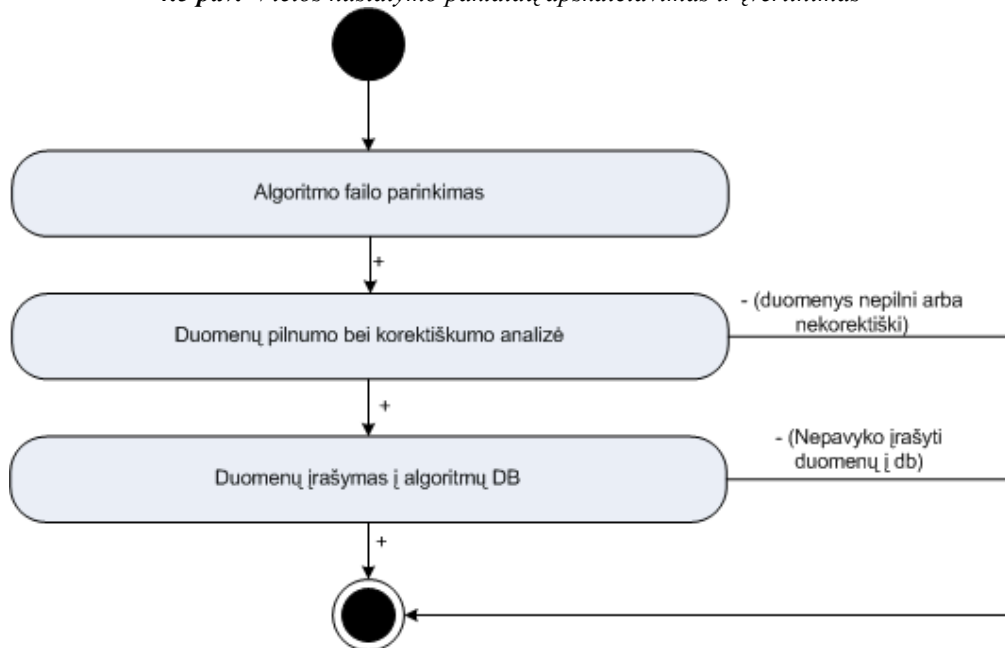 Algoritmo failo parinkimas
+
- (duomenys nepilni arba
nekorektiški)
Duomenų pilnumo bei korektiškumo analizė
+
- (Nepavyko įrašyti
duomenų į db)
Duomenų įrašymas į algoritmų DB
+